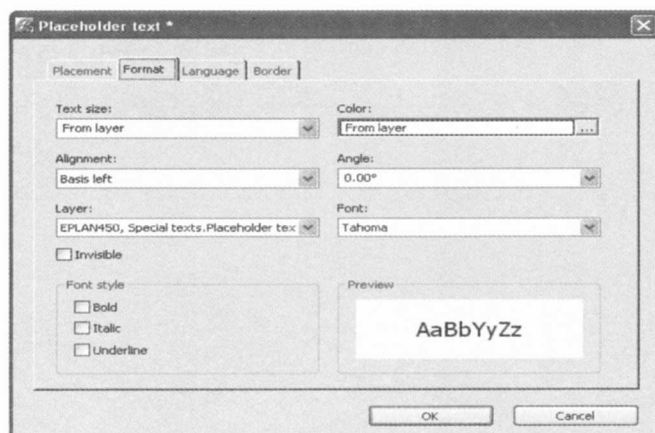 Placeholder text *
Placement Format Language Border
Text size: Color:
From layer From layer ...
Alignment: Angle:
Basis left 0.00°
Layer: Font:
EPLAN450, Special texts.Placeholder tex Tahoma
Invisible
Font style Preview
Bold
Italic AaBbYyZz
Underline
OK Cancel